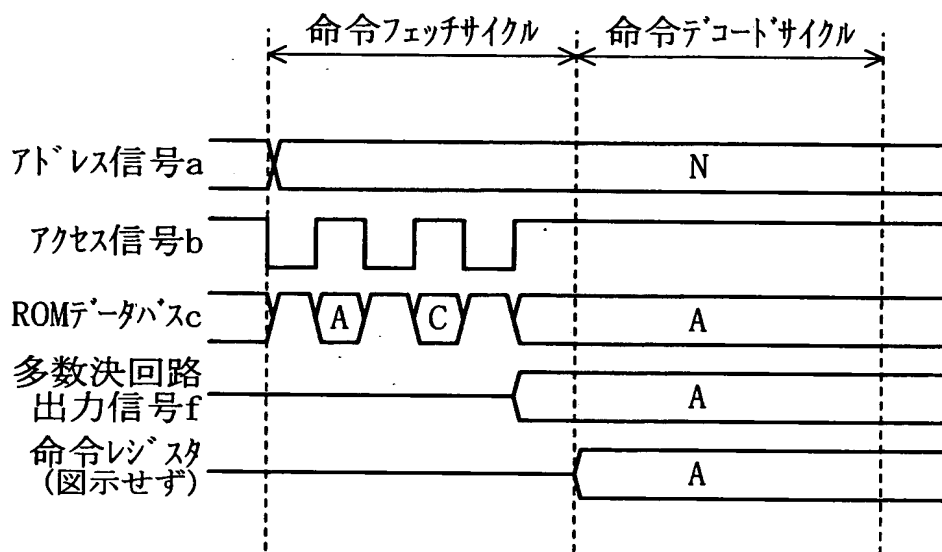 命令フェッチサイクル
命令デコードサイクル
アドレス信号a
N
アクセス信号b
ROMデータバスc
A
C
A
多数決回路
出力信号f
A
命令レジスタ
(図示せず)
A